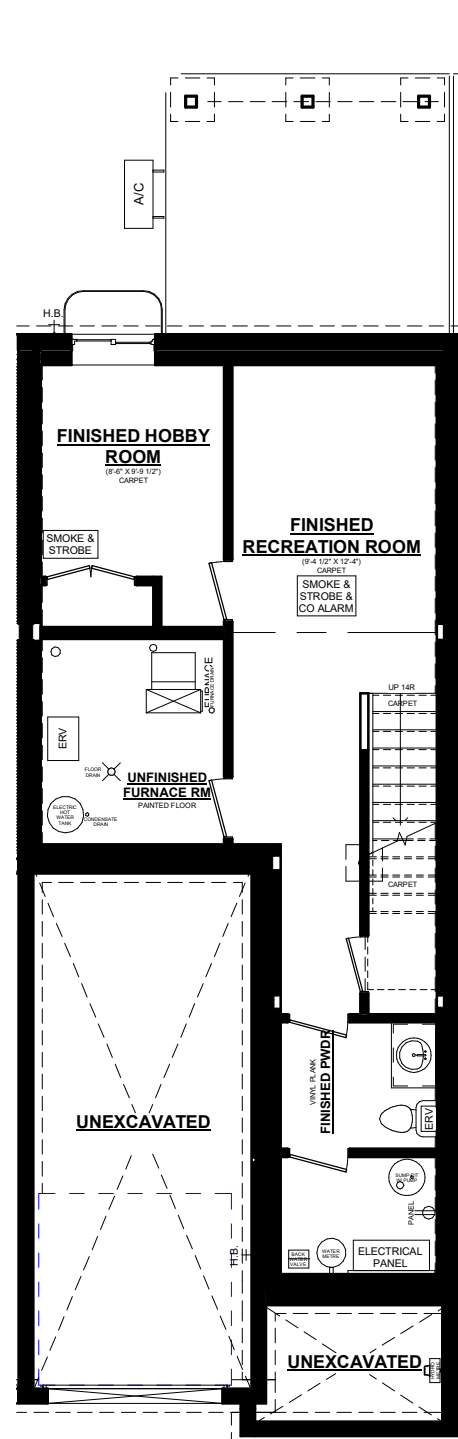 A/C
H.B.
FINISHED HOBBY
ROOM
(8'-6" X 9'-9 1/2")
CARPET
SMOKE &
STROBE
FINISHED
RECREATION ROOM
(9'-4 1/2" X 12'-4")
CARPET
SMOKE &
STROBE &
CO ALARM
FURNACE
FURNACE DRAIN
ERV
FLOOR
DRAIN
UNFINISHED
FURNACE RM
PAINTED FLOOR
ELECTRIC
HOT
WATER
TANK
CONDENSATE
DRAIN
UP 14R
CARPET
CARPET
UNEXCAVATED
VINYL PLANK
FINISHED PWDR
ERV
SUMP PIT
W/ PUMP
PANEL
BACK
WATER
VALVE
WATER
METRE
ELECTRICAL
PANEL
H.B.
UNEXCAVATED